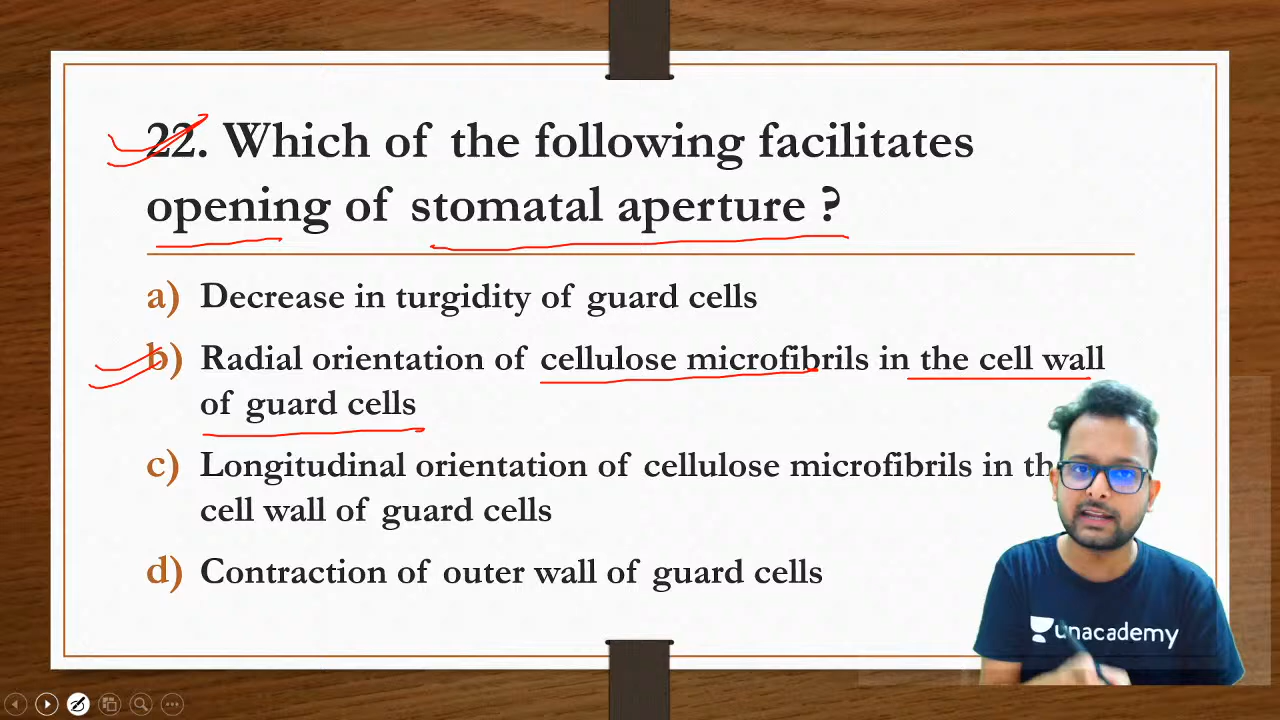 22. Which of the following facilitates
opening of stomatal aperture ?
a) Decrease in turgidity of guard cells
b) Radial orientation of cellulose microfibrils in the cell wall
of guard cells
c) Longitudinal orientation of cellulose microfibrils in th
cell wall of guard cells
d) Contraction of outer wall of guard cells
unacademy